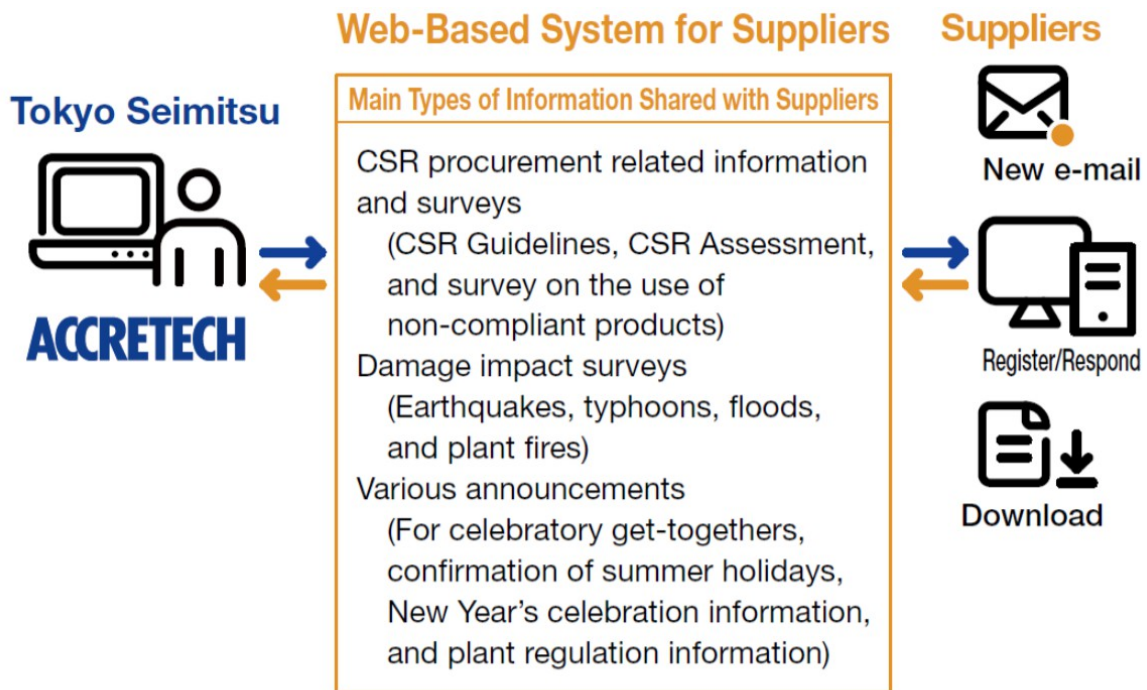 Web-Based System for Suppliers
Suppliers
Tokyo Seimitsu
ACCRETECH
Main Types of Information Shared with Suppliers
CSR procurement related information
and surveys
(CSR Guidelines, CSR Assessment,
and survey on the use of
non-compliant products)
Damage impact surveys
(Earthquakes, typhoons, floods,
and plant fires)
Various announcements
(For celebratory get-togethers,
confirmation of summer holidays,
New Year’s celebration information,
and plant regulation information)
New e-mail
Register/Respond
Download